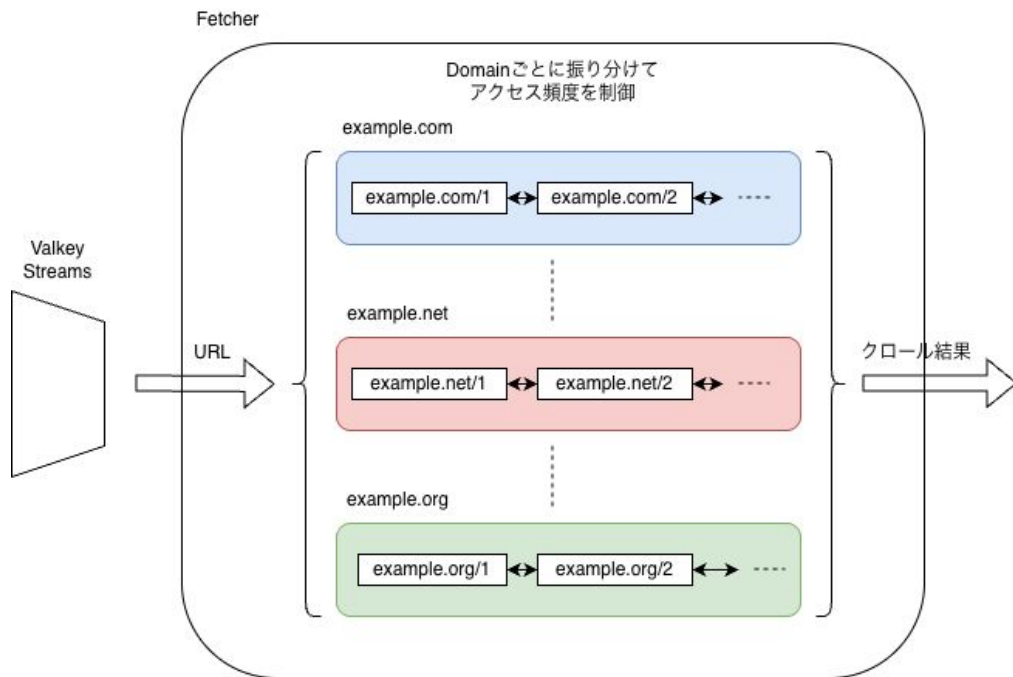 Fetcher
Domainごとに振り分けて
アクセス頻度を制御
example.com
example.com/1
example.com/2
Valkey
Streams
example.net
URL
クロール結果
example.net/1
example.net/2
example.org
example.org/1
example.org/2